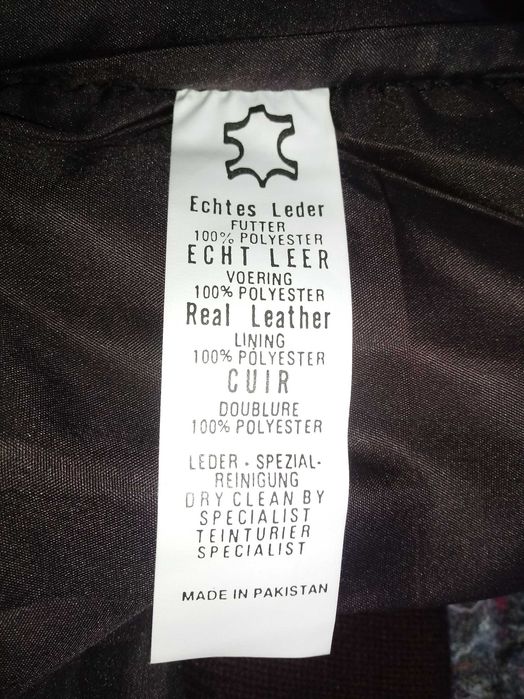 Echtes Leder
FUTTER
100% POLYESTER
ECHT LEER
VOERING
100% POLYESTER
Real Leather
LINING
100% POLYESTER
CUIR
DOUBLURE
100% POLYESTER
LEDER - SPEZIAL-
REINIGUNG
DRY CLEAN BY
SPECIALIST
TEINTURIER
SPECIALIST
MADE IN PAKISTAN